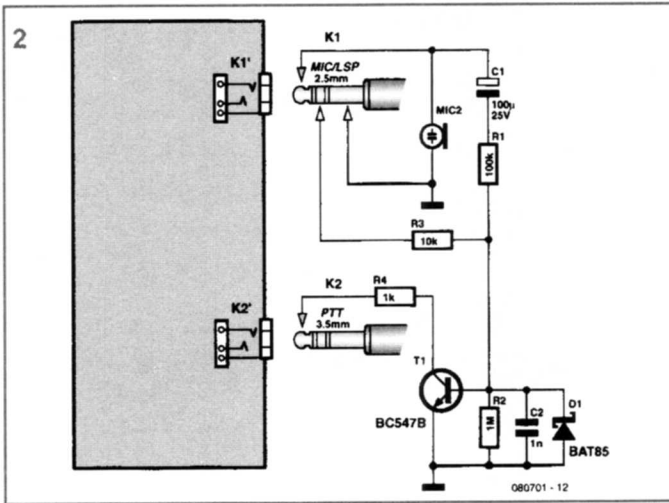 2
K1'
K1
MIC/LSP
2.5mm
MIC2
C1
100µ
25V
R1
100k
R3
10k
K2'
K2
R4
1k
PTT
3.5mm
T1
BC547B
R2
1M
C2
1n
D1
BAT85
080701 - 12